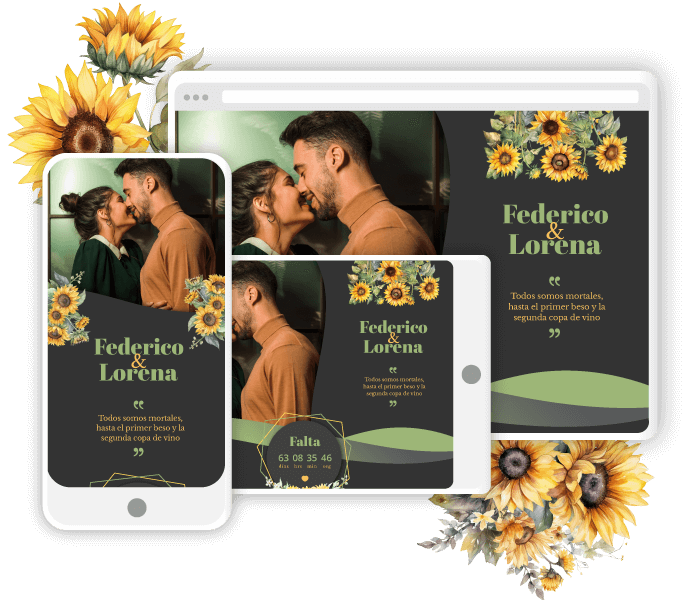 Federico
&
Lorena
❝
Todos somos mortales,
hasta el primer beso y la
segunda copa de vino
❞
Federico
&
Lorena
❝
Todos somos mortales,
hasta el primer beso y la
segunda copa de vino
❞
Falta
63 08 35 46
días hrs min seg
Federico
&
Lorena
❝
Todos somos mortales,
hasta el primer beso y la
segunda copa de vino
❞